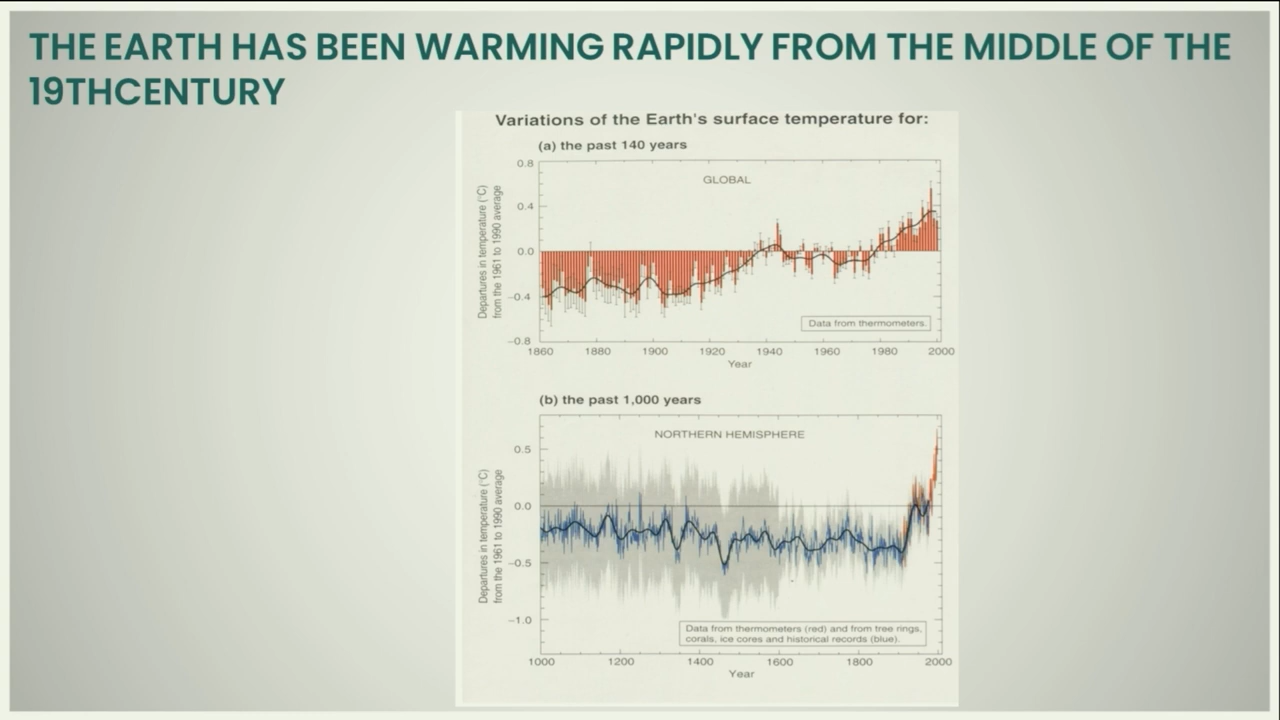 THE EARTH HAS BEEN WARMING RAPIDLY FROM THE MIDDLE OF THE
19THCENTURY
Variations of the Earth's surface temperature for:
(a) the past 140 years
GLOBAL
Departures in temperature (°C)
from the 1961 to 1990 average
0.8
0.4
0.0
−0.4
−0.8
Data from thermometers.
1860 1880 1900 1920 1940 1960 1980 2000
Year
(b) the past 1,000 years
NORTHERN HEMISPHERE
Departures in temperature (°C)
from the 1961 to 1990 average
0.5
0.0
−0.5
−1.0
Data from thermometers (red) and from tree rings,
corals, ice cores and historical records (blue).
1000 1200 1400 1600 1800 2000
Year